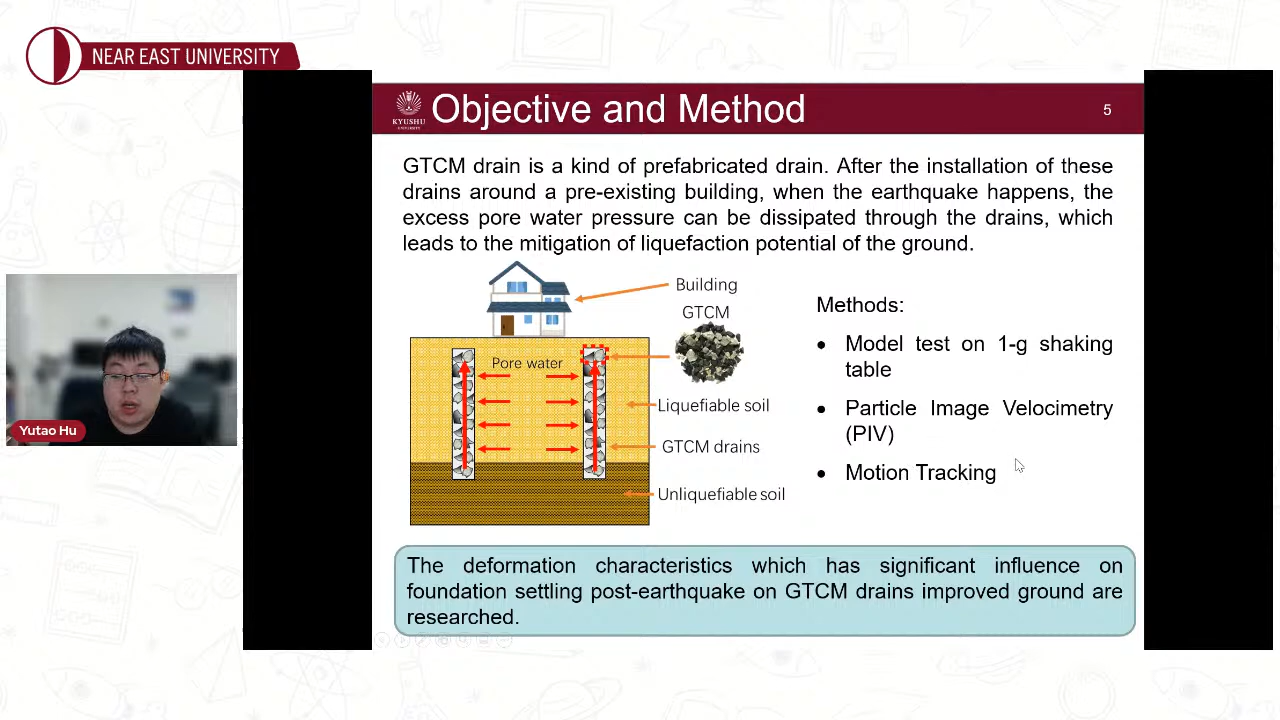 NEAR EAST UNIVERSITY
KYUSHU
UNIVERSITY
Objective and Method
5
GTCM drain is a kind of prefabricated drain. After the installation of these
drains around a pre-existing building, when the earthquake happens, the
excess pore water pressure can be dissipated through the drains, which
leads to the mitigation of liquefaction potential of the ground.
Building
GTCM
Pore water
Liquefiable soil
GTCM drains
Unliquefiable soil
Methods:
• Model test on 1-g shaking
table
• Particle Image Velocimetry
(PIV)
• Motion Tracking
Yutao Hu
The deformation characteristics which has significant influence on
foundation settling post-earthquake on GTCM drains improved ground are
researched.